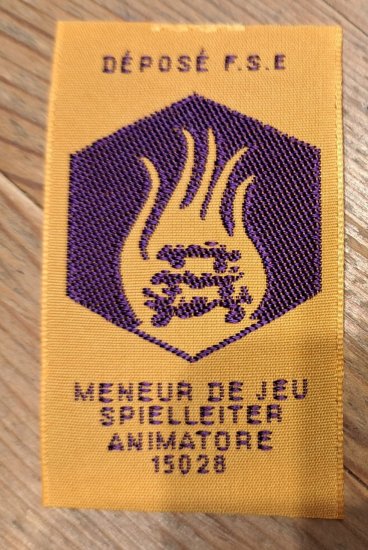 DÉPOSÉ F.S.E
MENEUR DE JEU
SPIELLEITER
ANIMATORE
15028